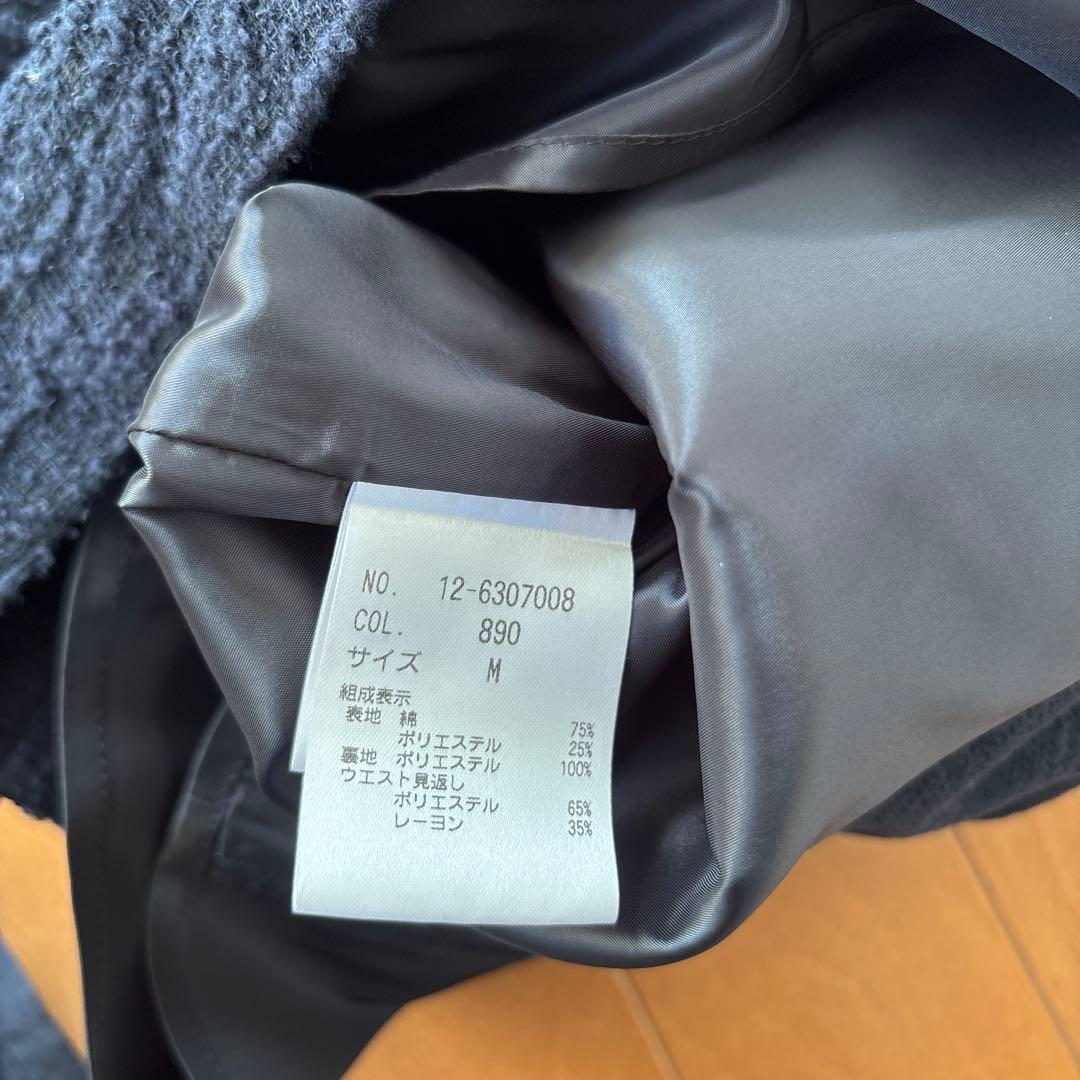 NO. 12-6307008
COL. 890
サイズ M
組成表示
表地 綿 75%
ポリエステル 25%
裏地 ポリエステル 100%
ウエスト見返し
ポリエステル 65%
レーヨン 35%